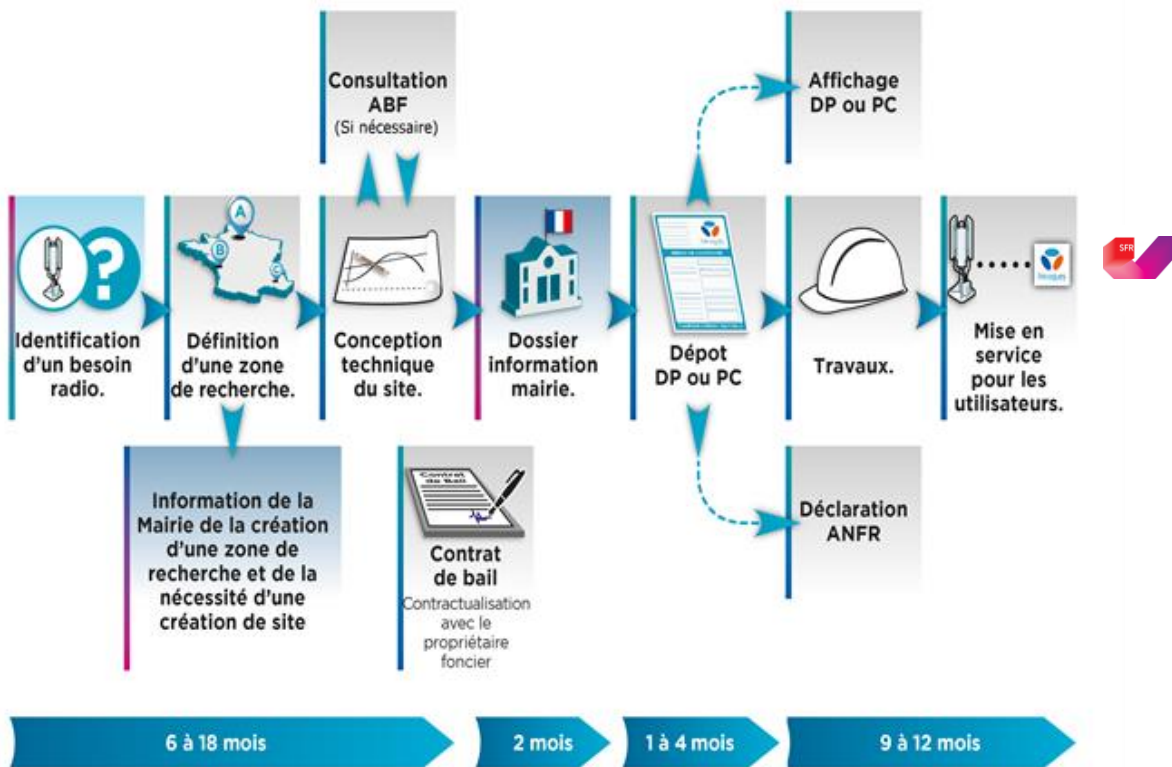 Consultation
ABF
(Si nécessaire)
Affichage
DP ou PC
A
B
C
SFR
Identification
d'un besoin
radio.
Définition
d'une zone
de recherche.
Conception
technique
du site.
Dossier
information
mairie.
Dépot
DP ou PC
Travaux.
Mise en
service
pour les
utilisateurs.
Information de la
Mairie de la création
d'une zone de
recherche et de la
nécessité d'une
création de site
Contrat
de Bail
Contrat
de bail
Contractualisation
avec le
propriétaire
foncier
Déclaration
ANFR
6 à 18 mois
2 mois
1 à 4 mois
9 à 12 mois